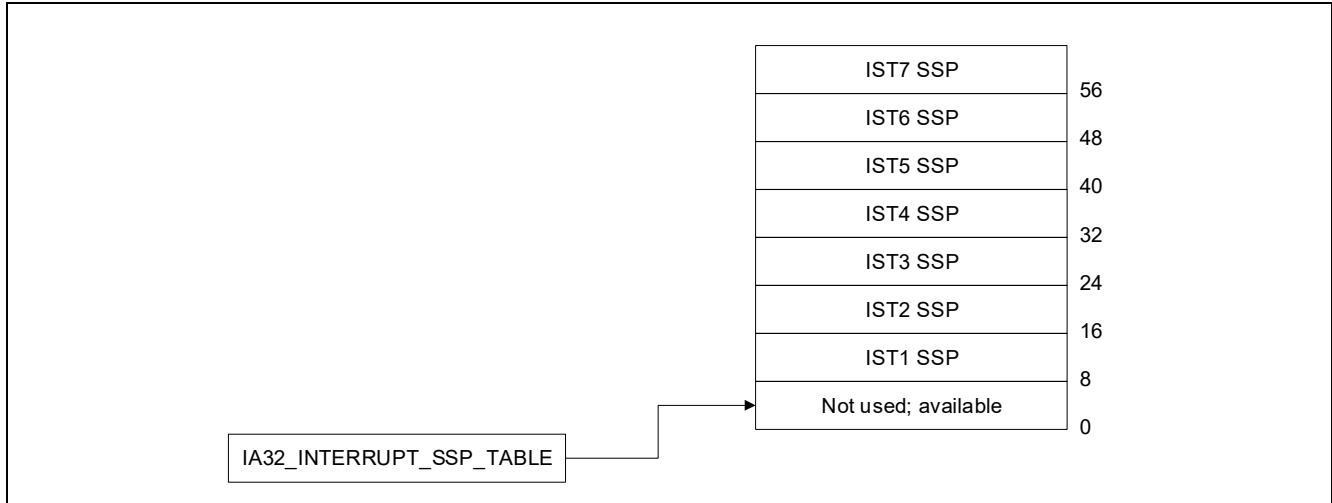 IST7 SSP
56
IST6 SSP
48
IST5 SSP
40
IST4 SSP
32
IST3 SSP
24
IST2 SSP
16
IST1 SSP
8
Not used; available
0
IA32_INTERRUPT_SSP_TABLE